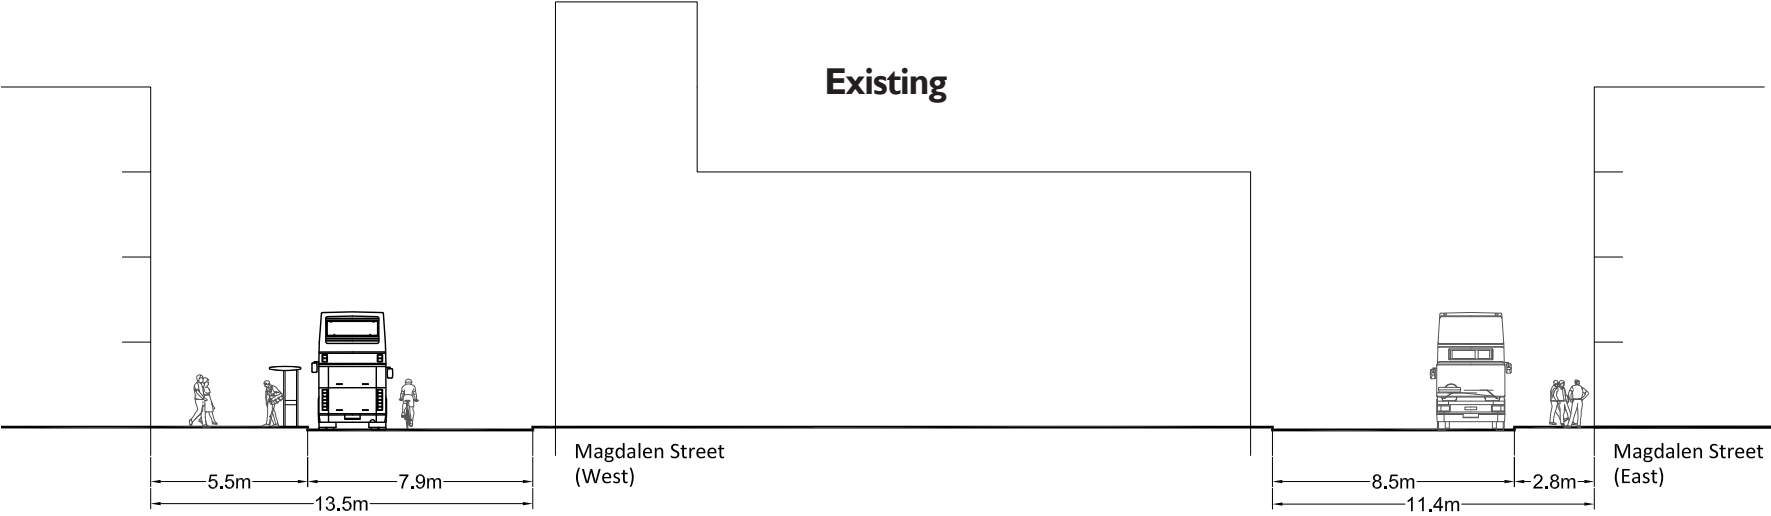 Existing
Magdalen Street
(West)
Magdalen Street
(East)
5.5m
7.9m
8.5m
2.8m
13.5m
11.4m